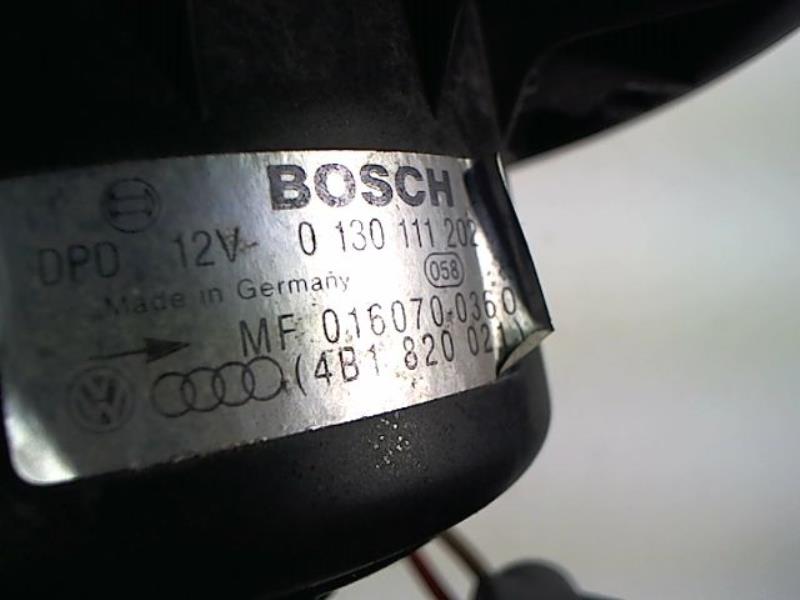 BOSCH
DPD 12V- 0 130 111 202
058
Made in Germany
MF 016070-0360
(4B1 820 021